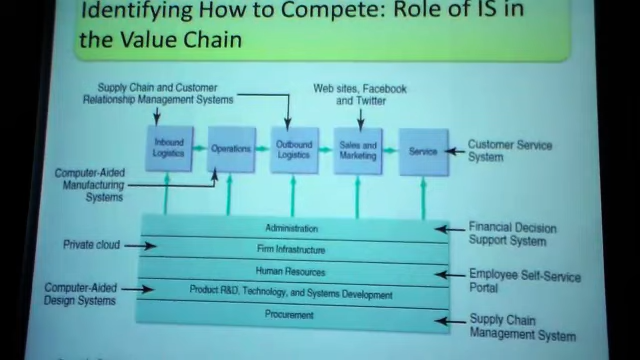 Identifying How to Compete: Role of IS in
the Value Chain
Supply Chain and Customer
Relationship Management Systems
Web sites, Facebook
and Twitter
Inbound
Logistics
Operations
Outbound
Logistics
Sales and
Marketing
Service
Customer Service
System
Computer-Aided
Manufacturing
Systems
Administration
Financial Decision
Support System
Private cloud
Firm Infrastructure
Human Resources
Employee Self-Service
Portal
Computer-Aided
Design Systems
Product R&D, Technology, and Systems Development
Procurement
Supply Chain
Management System